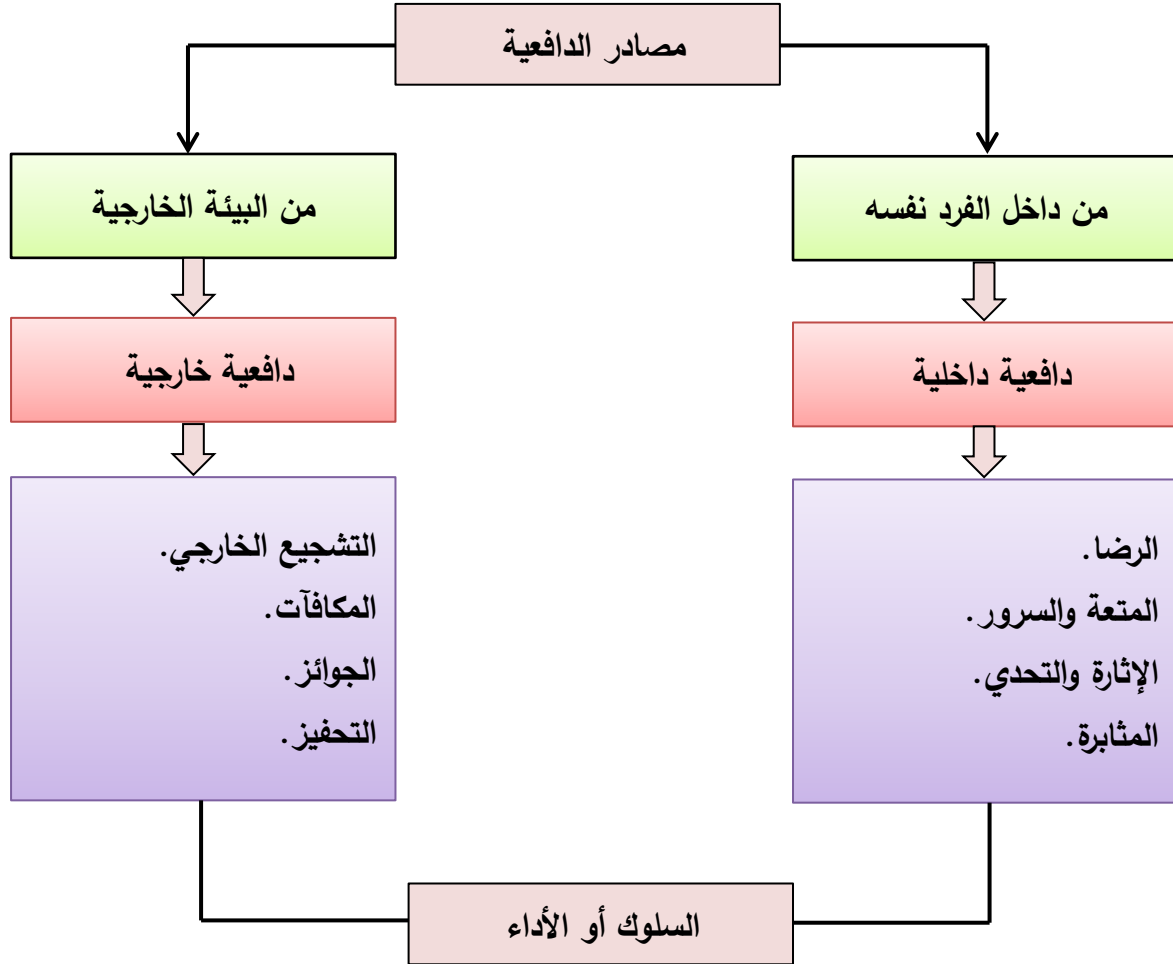 مصادر الدافعية
من داخل الفرد نفسه
من البيئة الخارجية
دافعية داخلية
دافعية خارجية
الرضا.
المتعة والسرور.
الإثارة والتحدي.
المثابرة.
التشجيع الخارجي.
المكافآت.
الجوائز.
التحفيز.
السلوك أو الأداء